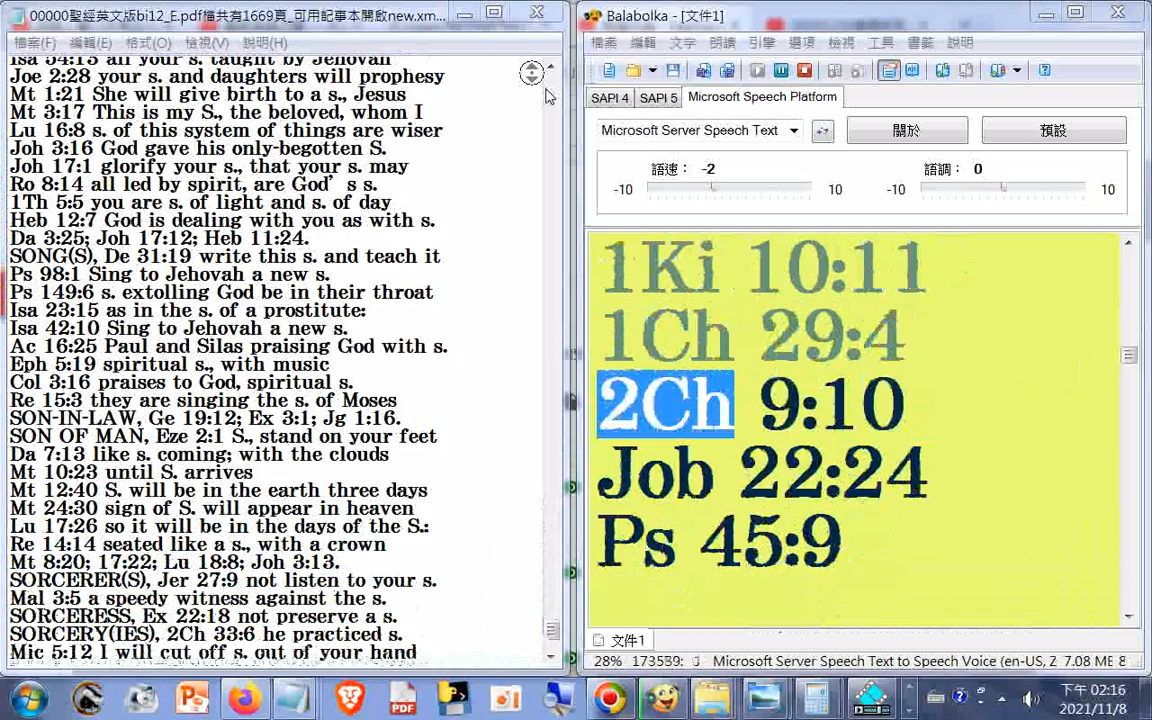 00000聖經英文版bi12_E.pdf檔共有1669頁_可用記事本開啟new.xm...
檔案(F) 編輯(E) 格式(O) 檢視(V) 說明(H)
Isa 54:13 all your s. taught by Jehovah
Joe 2:28 your s. and daughters will prophesy
Mt 1:21 She will give birth to a s., Jesus
Mt 3:17 This is my S., the beloved, whom I
Lu 16:8 s. of this system of things are wiser
Joh 3:16 God gave his only-begotten S.
Joh 17:1 glorify your s., that your s. may
Ro 8:14 all led by spirit, are God’s s.
1Th 5:5 you are s. of light and s. of day
Heb 12:7 God is dealing with you as with s.
Da 3:25; Joh 17:12; Heb 11:24.
SONG(S), De 31:19 write this s. and teach it
Ps 98:1 Sing to Jehovah a new s.
Ps 149:6 s. extolling God be in their throat
Isa 23:15 as in the s. of a prostitute:
Isa 42:10 Sing to Jehovah a new s.
Ac 16:25 Paul and Silas praising God with s.
Eph 5:19 spiritual s., with music
Col 3:16 praises to God, spiritual s.
Re 15:3 they are singing the s. of Moses
SON-IN-LAW, Ge 19:12; Ex 3:1; Jg 1:16.
SON OF MAN, Eze 2:1 S., stand on your feet
Da 7:13 like s. coming; with the clouds
Mt 10:23 until S. arrives
Mt 12:40 S. will be in the earth three days
Mt 24:30 sign of S. will appear in heaven
Lu 17:26 so it will be in the days of the S.:
Re 14:14 seated like a s., with a crown
Mt 8:20; 17:22; Lu 18:8; Joh 3:13.
SORCERER(S), Jer 27:9 not listen to your s.
Mal 3:5 a speedy witness against the s.
SORCERESS, Ex 22:18 not preserve a s.
SORCERY(IES), 2Ch 33:6 he practiced s.
Mic 5:12 I will cut off s. out of your hand
Balabolka - [文件1]
檔案 編輯 文字 朗讀 引擎 選項 檢視 工具 書籤 說明
SAPI 4 SAPI 5 Microsoft Speech Platform
Microsoft Server Speech Text 關於 預設
語速： -2 語調： 0
-10 10 -10 10
1Ki 10:11
1Ch 29:4
2Ch 9:10
Job 22:24
Ps 45:9
文件1
28% 173539: Microsoft Server Speech Text to Speech Voice (en-US, Z 7.08 MB 8
PDF
下午 02:16
2021/11/8